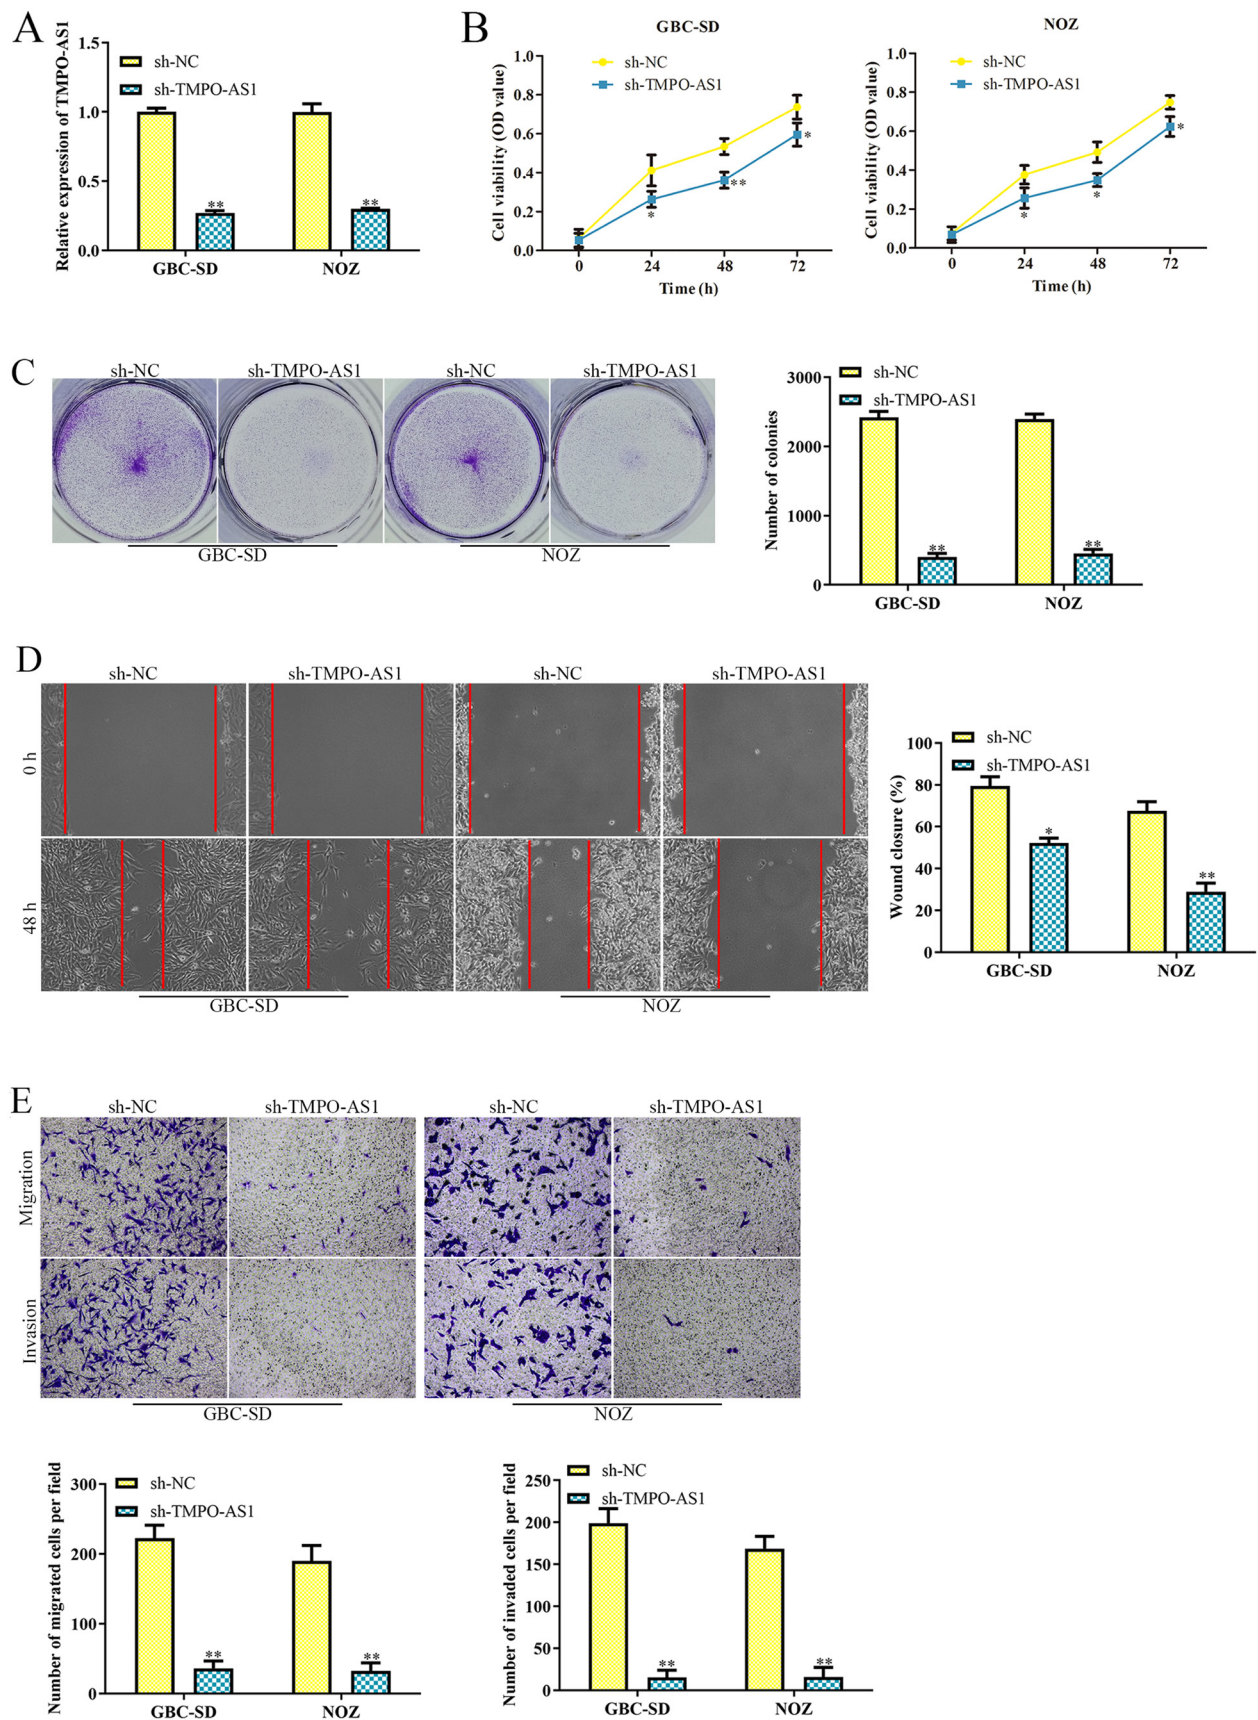 A
Relative expression of TMPO-AS1
1.5
1.0
0.5
0.0
sh-NC
sh-TMPO-AS1
**
**
GBC-SD
NOZ
B
GBC-SD
Cell viability (OD value)
1.0
0.8
0.6
0.4
0.2
0.0
sh-NC
sh-TMPO-AS1
*
**
*
0
24
48
72
Time (h)
NOZ
Cell viability (OD value)
1.0
0.8
0.6
0.4
0.2
0.0
sh-NC
sh-TMPO-AS1
*
*
*
0
24
48
72
Time (h)
C
sh-NC
sh-TMPO-AS1
sh-NC
sh-TMPO-AS1
GBC-SD
NOZ
Number of colonies
3000
2000
1000
0
sh-NC
sh-TMPO-AS1
**
**
GBC-SD
NOZ
D
sh-NC
sh-TMPO-AS1
sh-NC
sh-TMPO-AS1
0 h
48 h
GBC-SD
NOZ
Wound closure (%)
100
80
60
40
20
0
sh-NC
sh-TMPO-AS1
*
**
GBC-SD
NOZ
E
sh-NC
sh-TMPO-AS1
sh-NC
sh-TMPO-AS1
Migration
Invasion
GBC-SD
NOZ
Number of migrated cells per field
300
200
100
0
sh-NC
sh-TMPO-AS1
**
**
GBC-SD
NOZ
Number of invaded cells per field
250
200
150
100
50
0
sh-NC
sh-TMPO-AS1
**
**
GBC-SD
NOZ